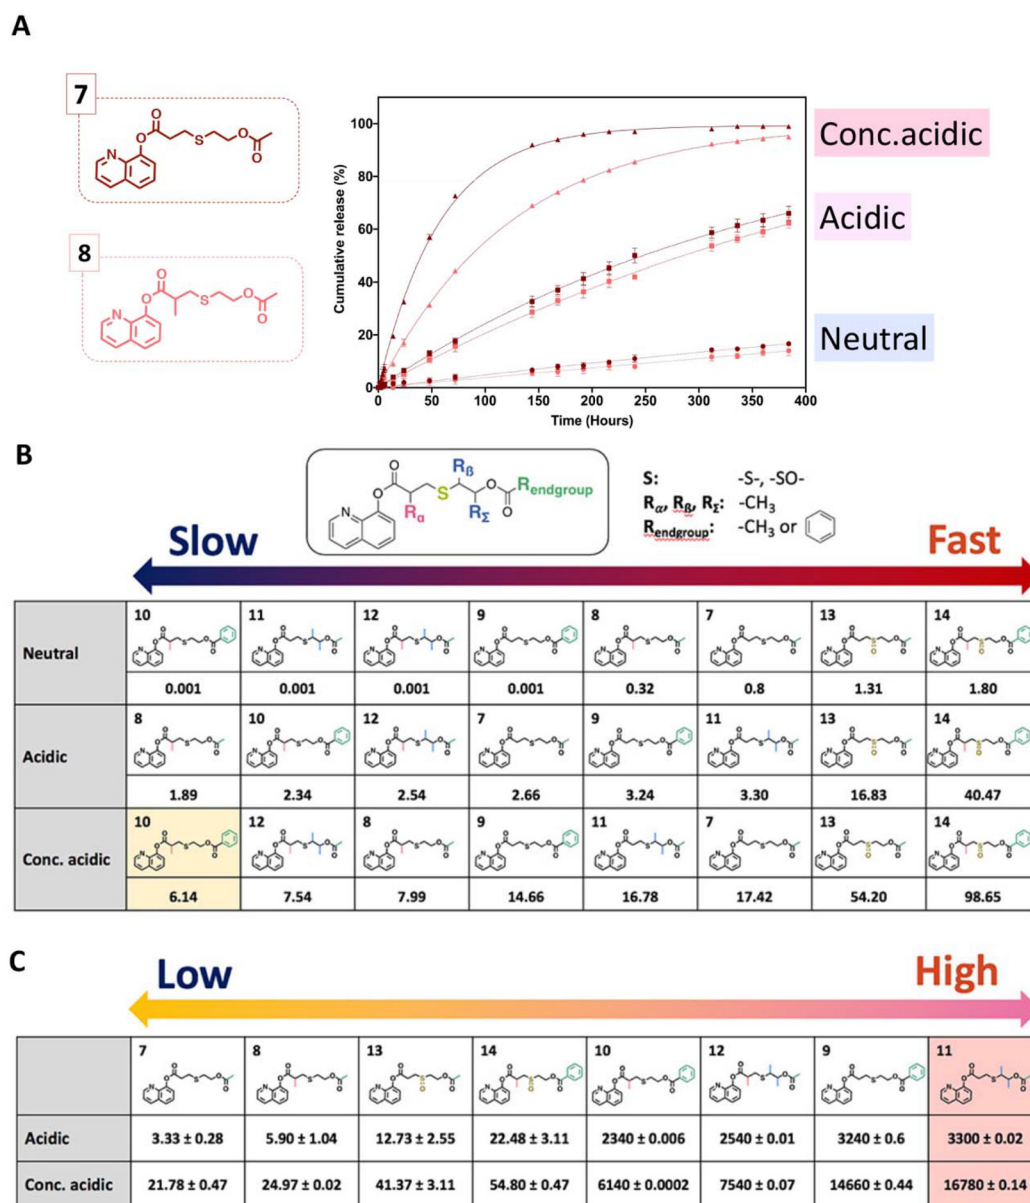 A
7
8
O
O
S
O
O
N
O
O
S
O
O
N
Cumulative release (%)
100
80
60
40
20
0
0 50 100 150 200 250 300 350 400
Time (Hours)
Conc.acidic
Acidic
Neutral
B
O
O
N
Rα
S
Rß
RΣ
O
O
Rendgroup
S: -S-, -SO-
Rα, Rß, RΣ: -CH3
Rendgroup: -CH3 or
Slow Fast
Neutral
10 11 12 9 8 7 13 14
0.001 0.001 0.001 0.001 0.32 0.8 1.31 1.80
Acidic
8 10 12 7 9 11 13 14
1.89 2.34 2.54 2.66 3.24 3.30 16.83 40.47
Conc. acidic
10 12 8 9 11 7 13 14
6.14 7.54 7.99 14.66 16.78 17.42 54.20 98.65
C
Low High
7 8 13 14 10 12 9 11
Acidic 3.33 ± 0.28 5.90 ± 1.04 12.73 ± 2.55 22.48 ± 3.11 2340 ± 0.006 2540 ± 0.01 3240 ± 0.6 3300 ± 0.02
Conc. acidic 21.78 ± 0.47 24.97 ± 0.02 41.37 ± 3.11 54.80 ± 0.47 6140 ± 0.0002 7540 ± 0.07 14660 ± 0.44 16780 ± 0.14